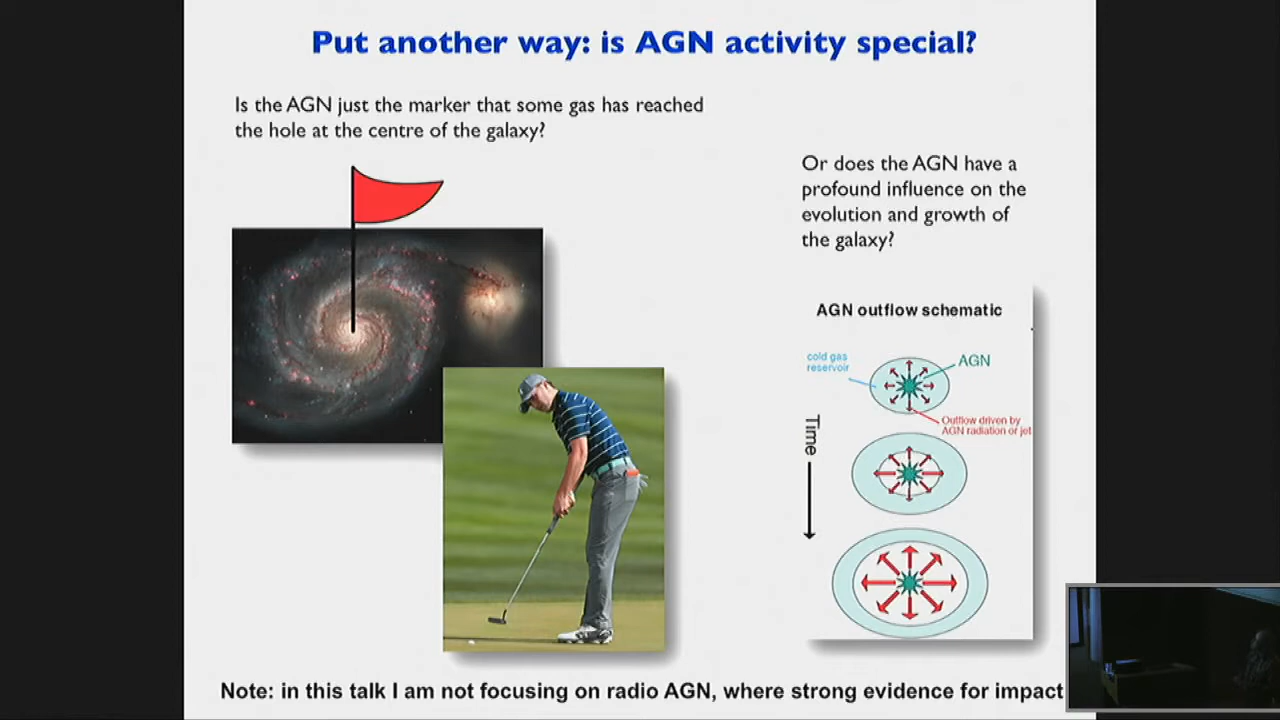 Put another way: is AGN activity special?
Is the AGN just the marker that some gas has reached
the hole at the centre of the galaxy?
Or does the AGN have a
profound influence on the
evolution and growth of
the galaxy?
AGN outflow schematic
cold gas
reservoir
AGN
Outflow driven by
AGN radiation or jet
Time
Note: in this talk I am not focusing on radio AGN, where strong evidence for impact